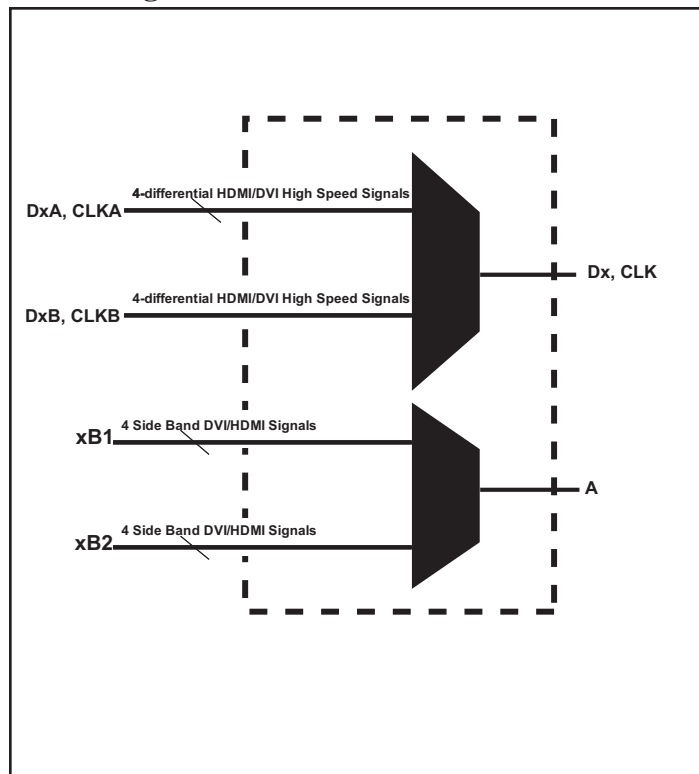 4-differential HDMI/DVI High Speed Signals
DxA, CLKA
Dx, CLK
4-differential HDMI/DVI High Speed Signals
DxB, CLKB
4 Side Band DVI/HDMI Signals
xB1
A
4 Side Band DVI/HDMI Signals
xB2